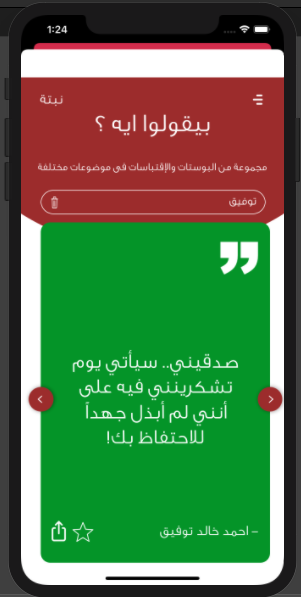 1:24
نبتة
بيقولوا ايه ؟
مجموعة من البوستات والإقتباسات في موضوعات مختلفة
توفيق
صدقيني.. سيأتي يوم
تشكرينني فيه على
أنني لم أبذل جهداً
للاحتفاظ بك!
– احمد خالد توفيق